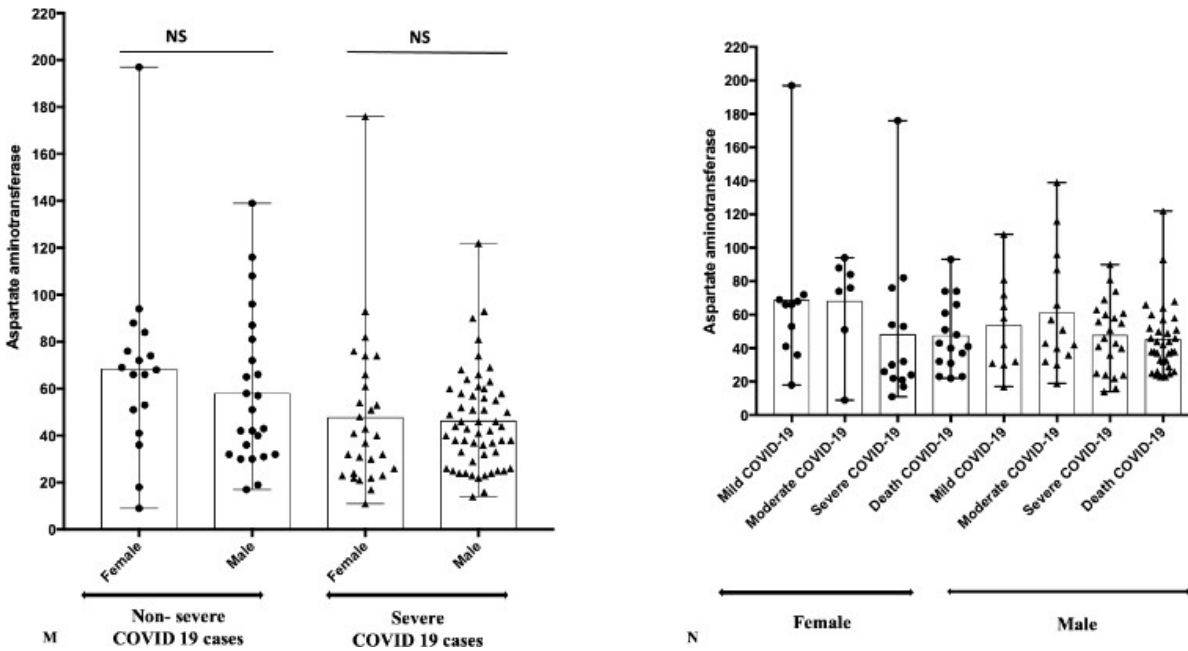 220
200
180
160
140
120
100
80
60
40
20
0
Aspartate aminotransferase
NS
NS
Female
Male
Female
Male
Non- severe
COVID 19 cases
Severe
COVID 19 cases
M
220
200
180
160
140
120
100
80
60
40
20
0
Aspartate aminotransferase
Mild COVID-19
Moderate COVID-19
Severe COVID-19
Death COVID-19
Mild COVID-19
Moderate COVID-19
Severe COVID-19
Death COVID-19
Female
Male
N